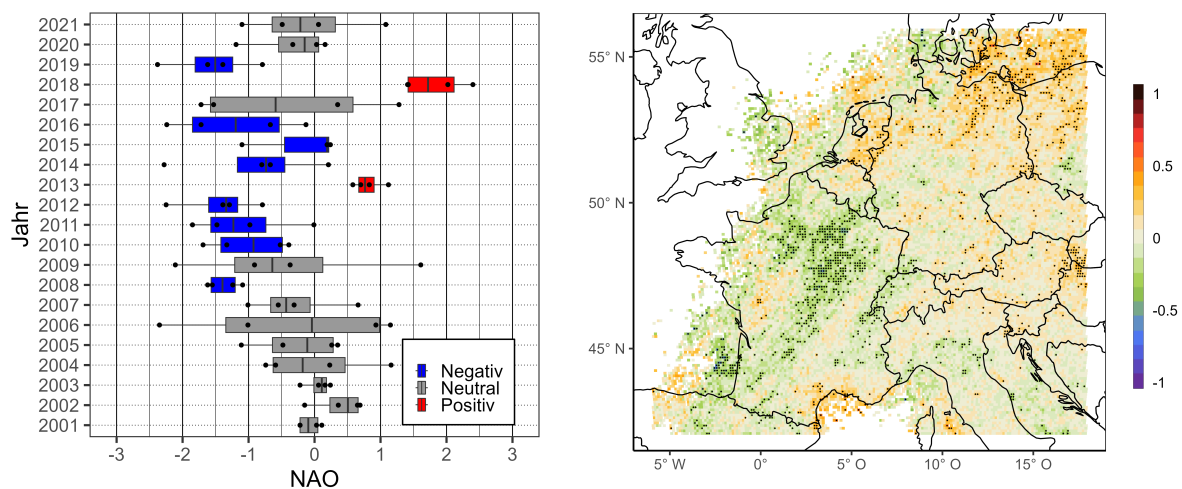 Jahr
2021
2020
2019
2018
2017
2016
2015
2014
2013
2012
2011
2010
2009
2008
2007
2006
2005
2004
2003
2002
2001
-3 -2 -1 0 1 2 3
NAO
Negativ
Neutral
Positiv
55° N
50° N
45° N
5° W 0° 5° O 10° O 15° O
1
0.5
0
-0.5
-1